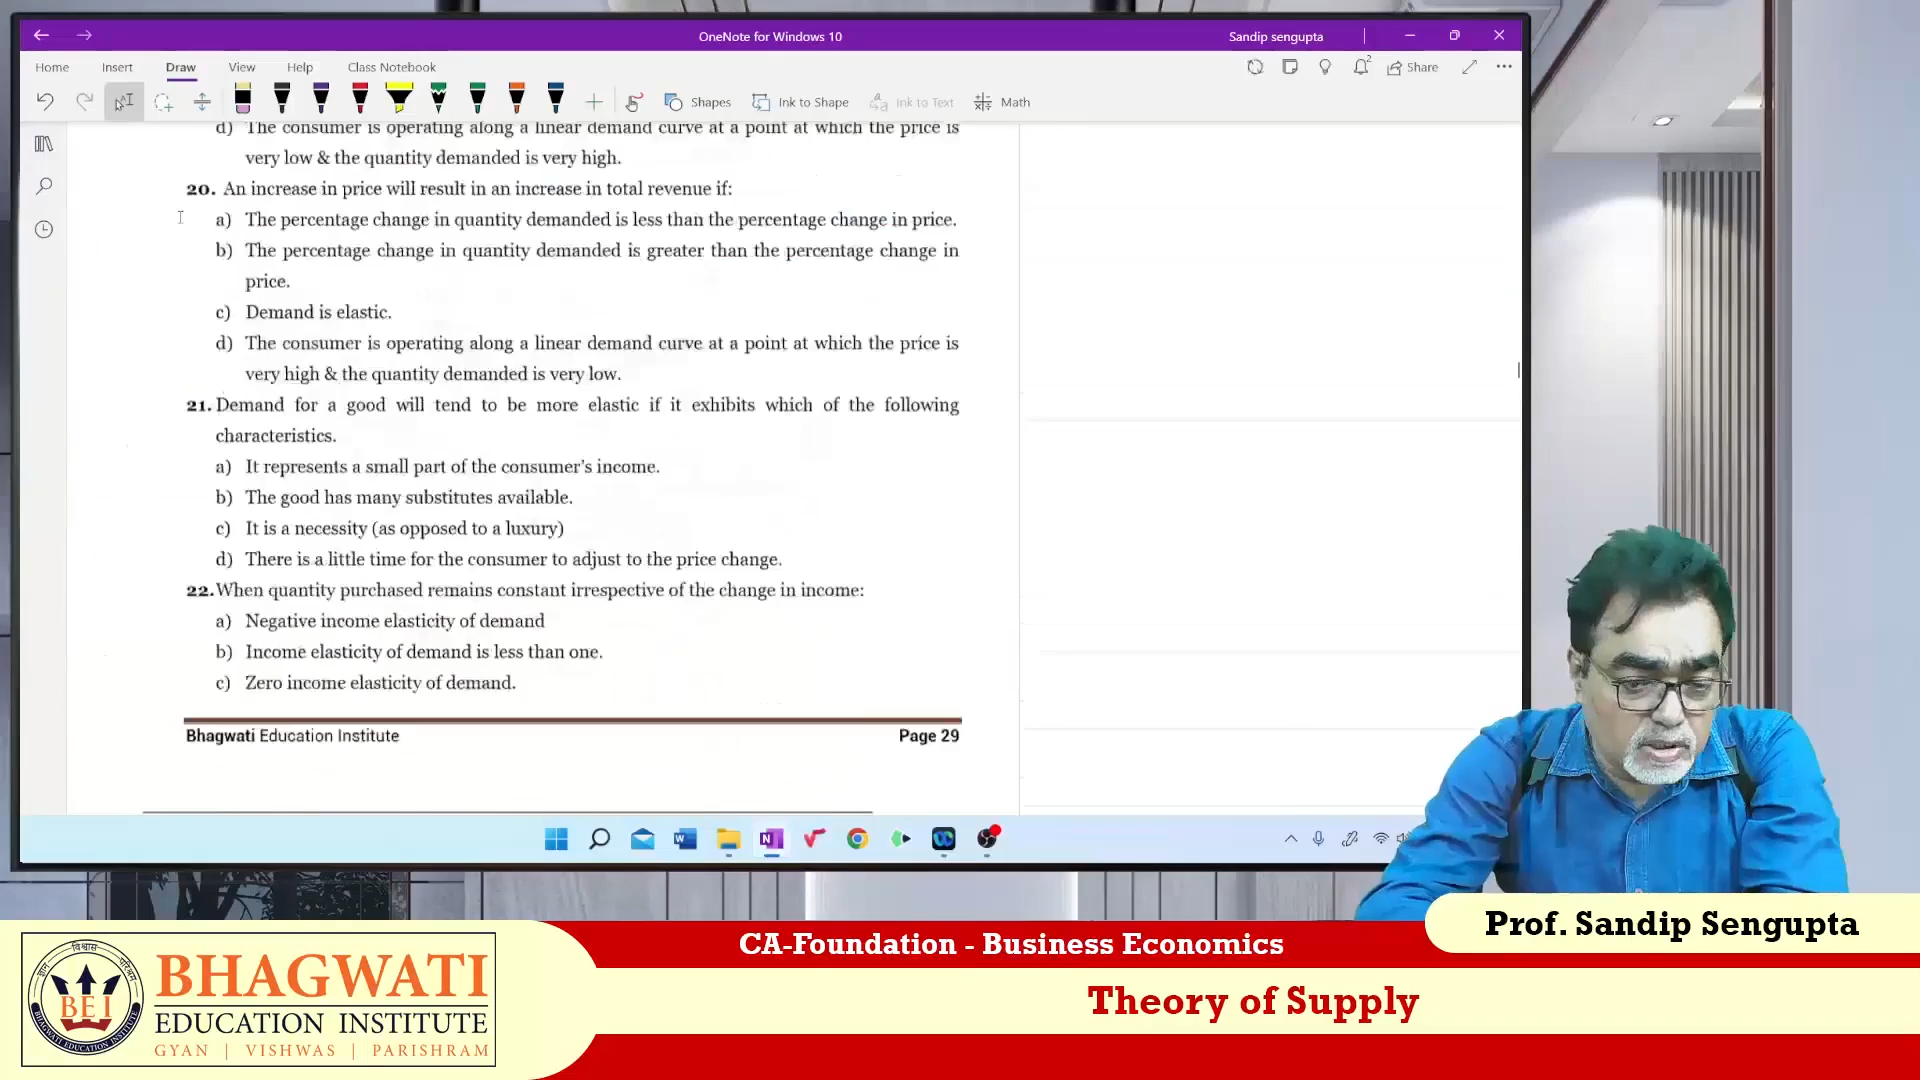 OneNote for Windows 10
Sandip sengupta
Home Insert Draw View Help Class Notebook
Share
Shapes Ink to Shape Ink to Text Math
d) The consumer is operating along a linear demand curve at a point at which the price is
very low & the quantity demanded is very high.
20. An increase in price will result in an increase in total revenue if:
a) The percentage change in quantity demanded is less than the percentage change in price.
b) The percentage change in quantity demanded is greater than the percentage change in
price.
c) Demand is elastic.
d) The consumer is operating along a linear demand curve at a point at which the price is
very high & the quantity demanded is very low.
21. Demand for a good will tend to be more elastic if it exhibits which of the following
characteristics.
a) It represents a small part of the consumer's income.
b) The good has many substitutes available.
c) It is a necessity (as opposed to a luxury)
d) There is a little time for the consumer to adjust to the price change.
22. When quantity purchased remains constant irrespective of the change in income:
a) Negative income elasticity of demand
b) Income elasticity of demand is less than one.
c) Zero income elasticity of demand.
Bhagwati Education Institute Page 29
Prof. Sandip Sengupta
CA-Foundation - Business Economics
Theory of Supply
BEI
BHAGWATI
EDUCATION INSTITUTE
GYAN | VISHWAS | PARISHRAM